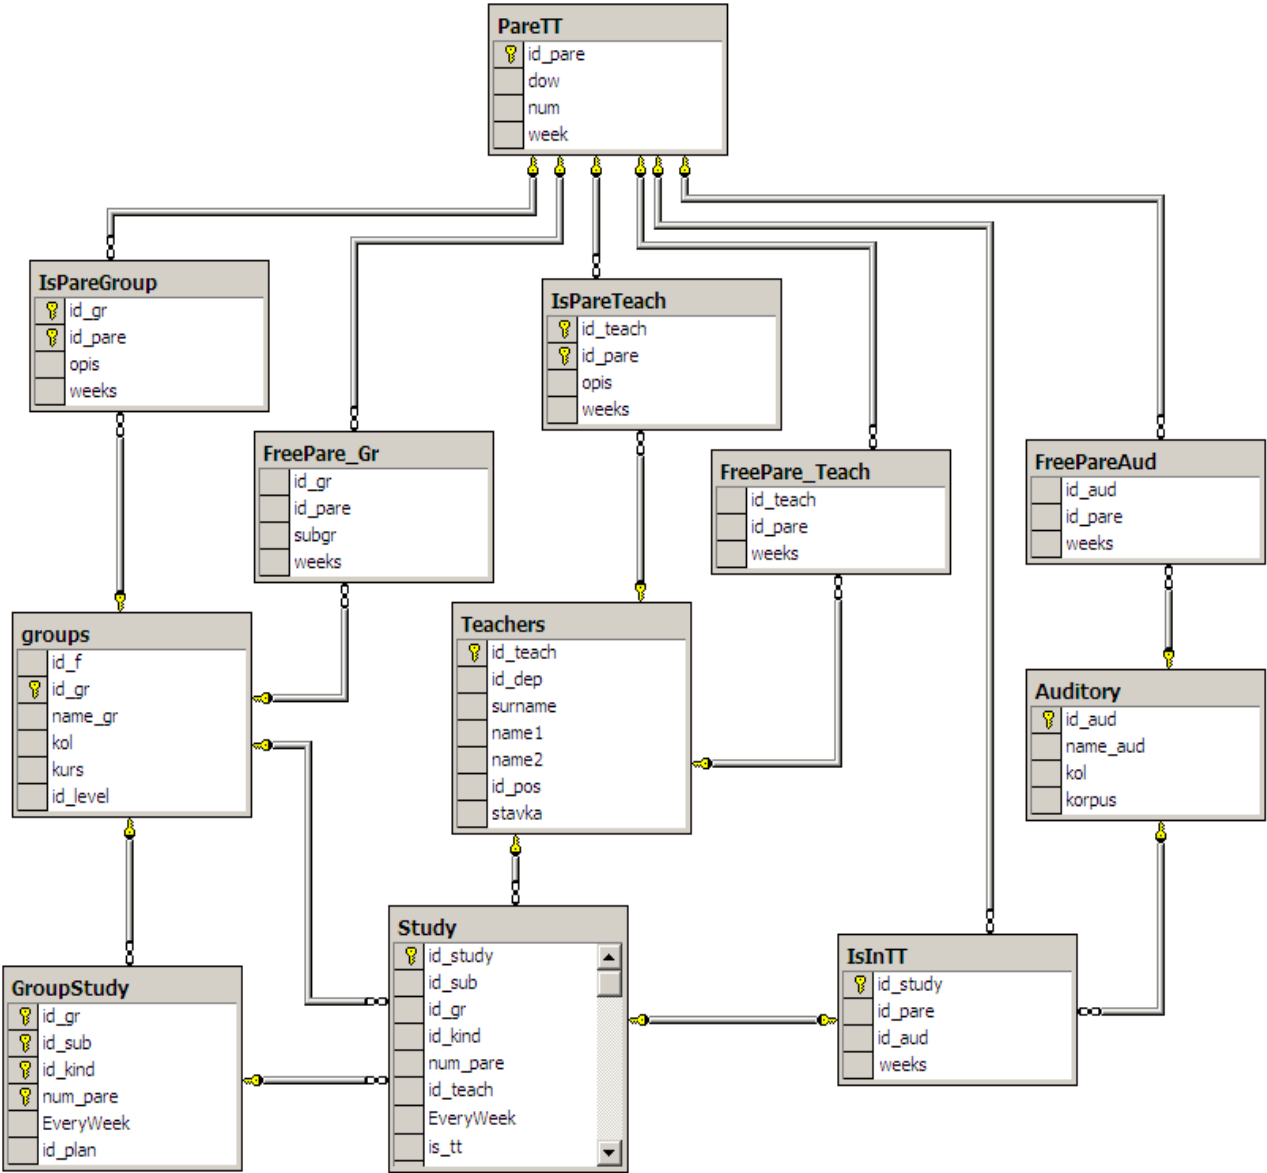 PareTT
id_pare
dow
num
week
IsPareGroup
id_gr
id_pare
opis
weeks
IsPareTeach
id_teach
id_pare
opis
weeks
FreePare_Gr
id_gr
id_pare
subgr
weeks
FreePare_Teach
id_teach
id_pare
weeks
FreePareAud
id_aud
id_pare
weeks
groups
id_f
id_gr
name_gr
kol
kurs
id_level
Teachers
id_teach
id_dep
surname
name1
name2
id_pos
stavka
Auditory
id_aud
name_aud
kol
korpus
GroupStudy
id_gr
id_sub
id_kind
num_pare
EveryWeek
id_plan
Study
id_study
id_sub
id_gr
id_kind
num_pare
id_teach
EveryWeek
is_tt
IsInTT
id_study
id_pare
id_aud
weeks